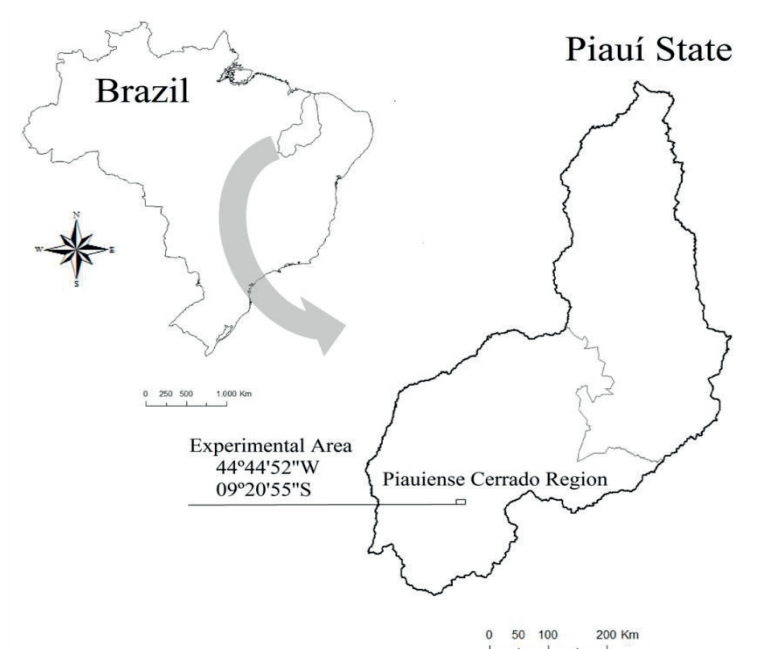 Piauí State
Brazil
N
W E
S
0 250 500 1.000 Km
Experimental Area
44º44'52"W
09º20'55"S
Piauiense Cerrado Region
0 50 100 200 Km